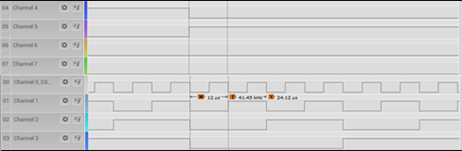 04 Channel 4
05 Channel 5
06 Channel 6
07 Channel 7
00 Channel 0_SG...
W 12 µs F 41.45 kHz P 24.12 µs
01 Channel 1
02 Channel 2
03 Channel 3